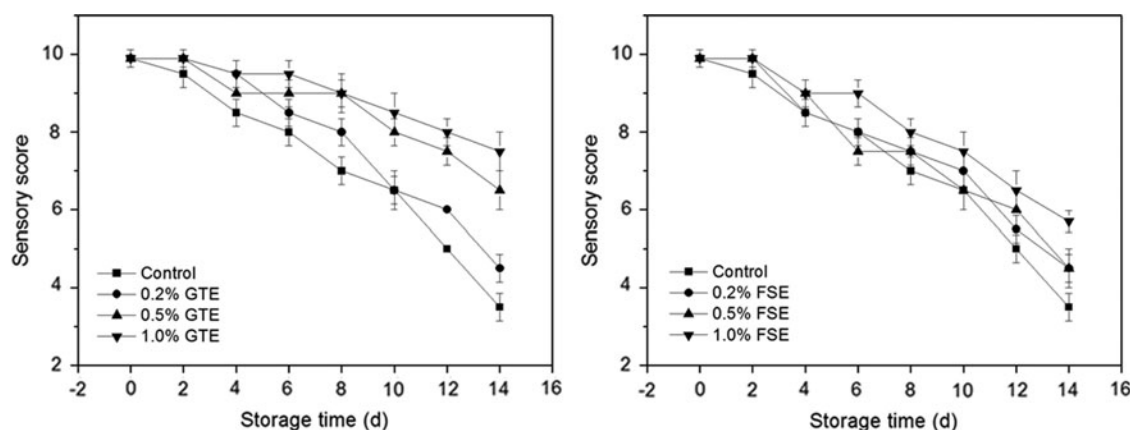 10
8
6
4
2
Sensory score
Control
0.2% GTE
0.5% GTE
1.0% GTE
-2 0 2 4 6 8 10 12 14 16
Storage time (d)
10
8
6
4
2
Sensory score
Control
0.2% FSE
0.5% FSE
1.0% FSE
-2 0 2 4 6 8 10 12 14 16
Storage time (d)